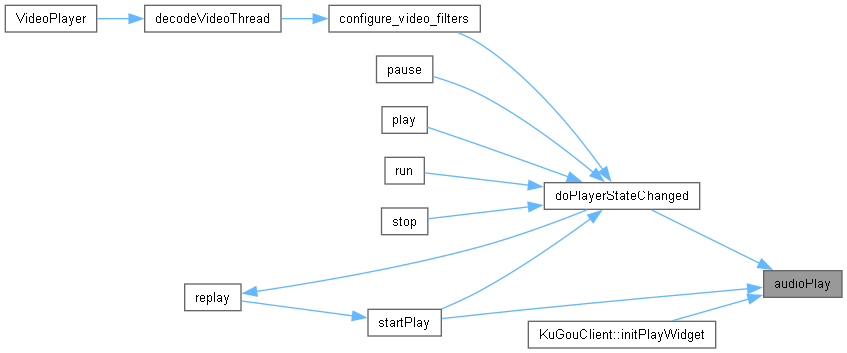 VideoPlayer
decodeVideoThread
configure_video_filters
pause
play
run
doPlayerStateChanged
stop
audioPlay
replay
startPlay
KuGouClient::initPlayWidget